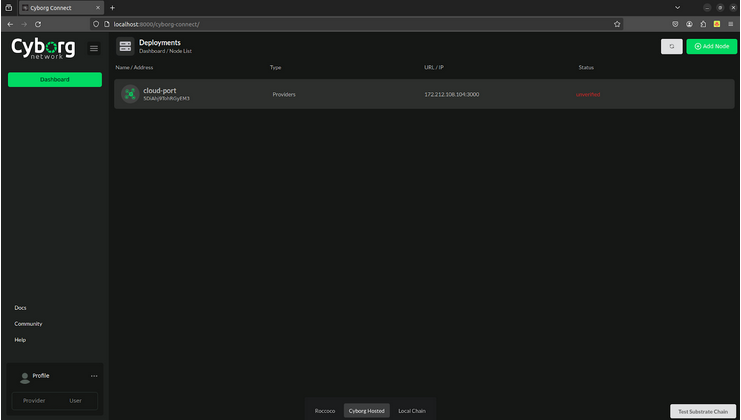 Cyborg Connect
localhost:8000/cyborg-connect/
Cyborg
network
Dashboard
Deployments
Dashboard / Node List
Add Node
Name / Address
Type
URL / IP
Status
cloud-port
Providers
172.212.108.104:3000
unverified
Docs
Community
Help
Profile
Provider
User
Roccoco
Cyborg Hosted
Local Chain
Test Substrate Chain